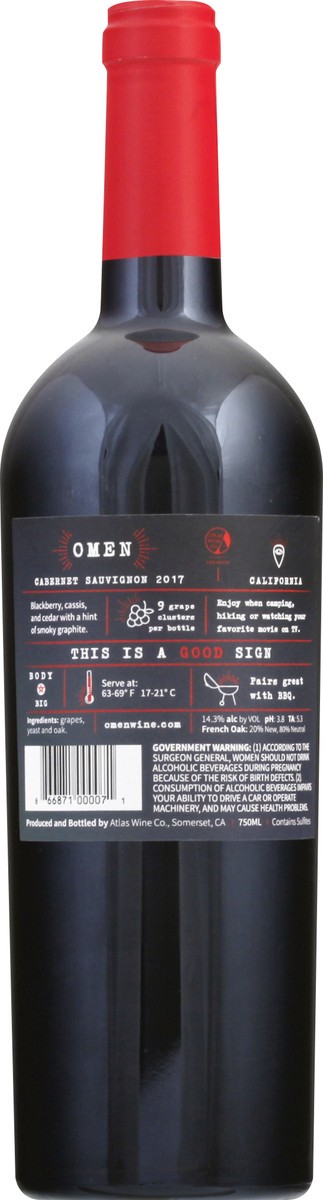 OMEN
CABERNET SAUVIGNON 2017
CALIFORNIA
Blackberry, cassis,
and cedar with a hint
of smoky graphite.
9 grape
clusters
per bottle
Enjoy when camping,
hiking or watching your
favorite movie on TV.
THIS IS A GOOD SIGN
BODY
BIG
Serve at:
63-69° F 17-21° C
Pairs great
with BBQ.
Ingredients: grapes,
yeast and oak.
omenwine.com
14.3% alc by VOL pH: 3.8 TA: 5.3
French Oak: 20% New, 80% Neutral
GOVERNMENT WARNING: (1) ACCORDING TO THE
SURGEON GENERAL, WOMEN SHOULD NOT DRINK
ALCOHOLIC BEVERAGES DURING PREGNANCY
BECAUSE OF THE RISK OF BIRTH DEFECTS. (2)
CONSUMPTION OF ALCOHOLIC BEVERAGES IMPAIRS
YOUR ABILITY TO DRIVE A CAR OR OPERATE
MACHINERY, AND MAY CAUSE HEALTH PROBLEMS.
8 66871 00007 1
Produced and Bottled by Atlas Wine Co., Somerset, CA | 750ML | Contains Sulfites